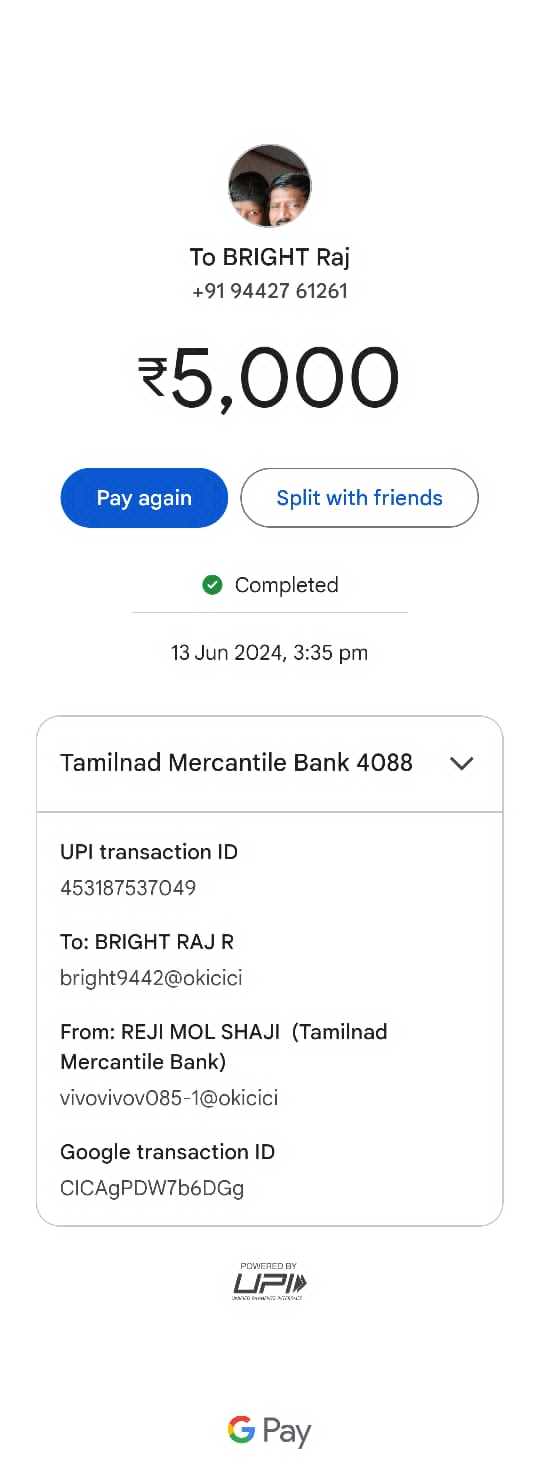 To BRIGHT Raj
+91 94427 61261
₹5,000
Pay again
Split with friends
Completed
13 Jun 2024, 3:35 pm
Tamilnad Mercantile Bank 4088
UPI transaction ID
453187537049
To: BRIGHT RAJ R
bright9442@okicici
From: REJI MOL SHAJI (Tamilnad
Mercantile Bank)
vivovivov085-1@okicici
Google transaction ID
CICAgPDW7b6DGg
POWERED BY
UPI
UNIFIED PAYMENTS INTERFACE
G Pay